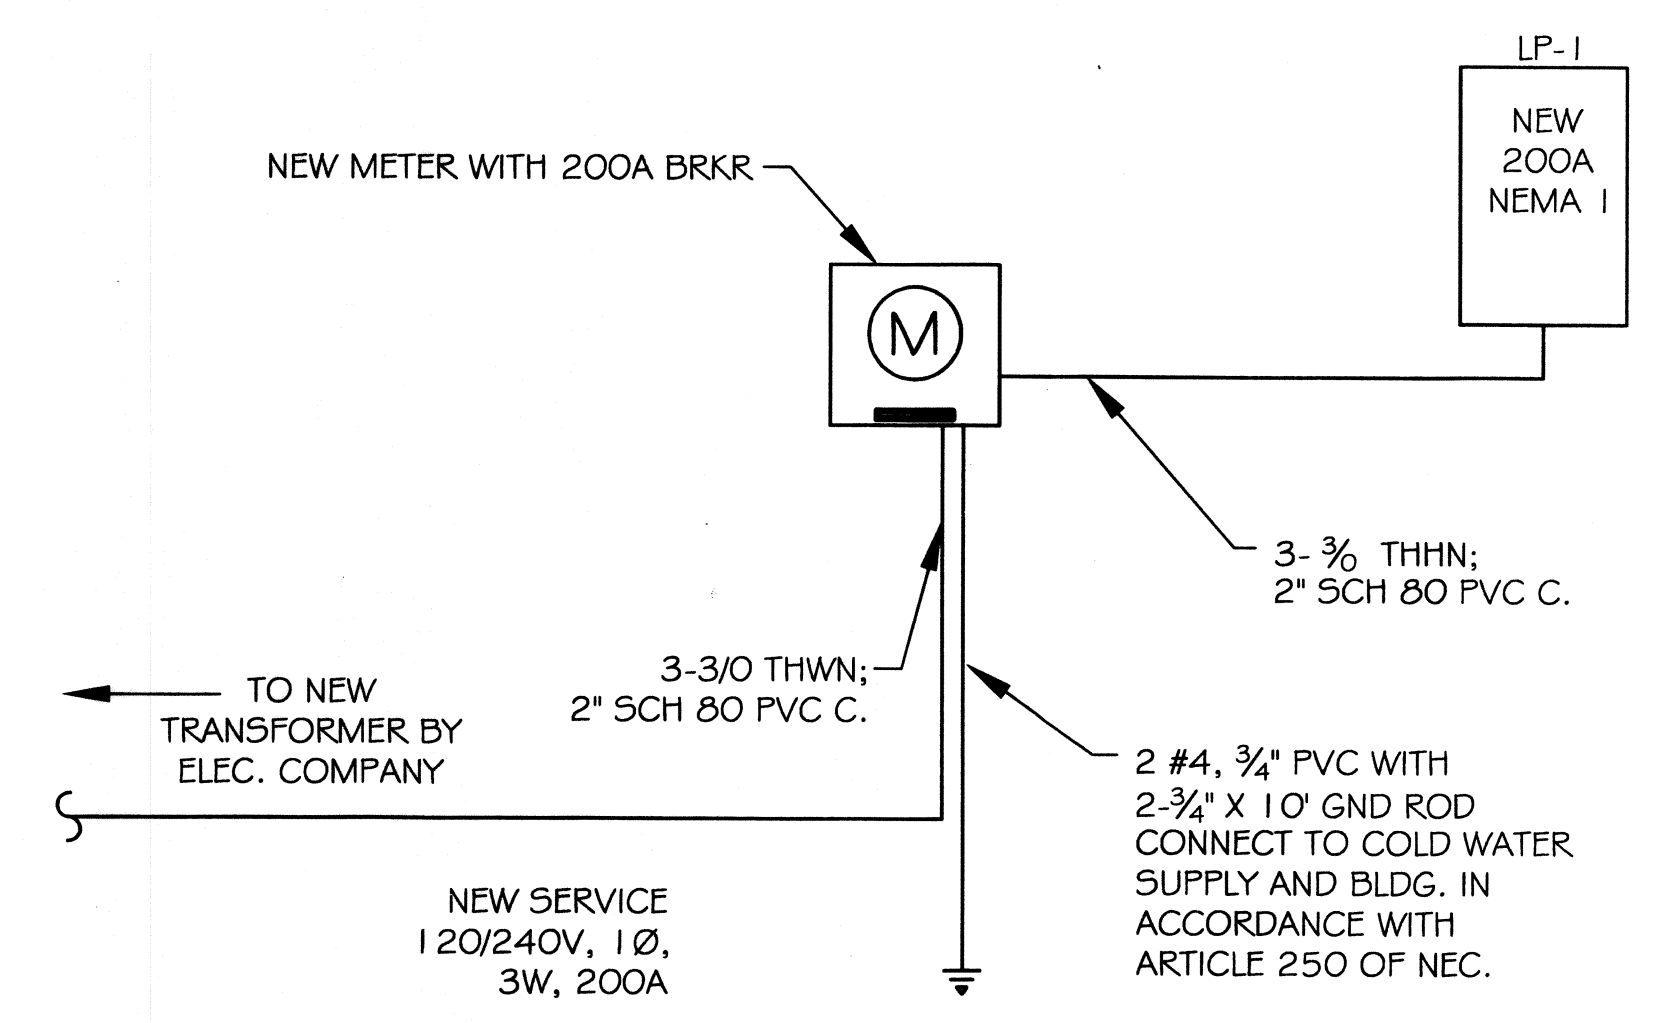 LP-1
NEW
200A
NEMA 1
NEW METER WITH 200A BRKR
M
3-3/0 THHN;
2" SCH 80 PVC C.
3-3/0 THWN;
2" SCH 80 PVC C.
TO NEW
TRANSFORMER BY
ELEC. COMPANY
2 #4, 3/4" PVC WITH
2-3/4" X 10' GND ROD
CONNECT TO COLD WATER
SUPPLY AND BLDG. IN
ACCORDANCE WITH
ARTICLE 250 OF NEC.
NEW SERVICE
120/240V, 1Ø,
3W, 200A